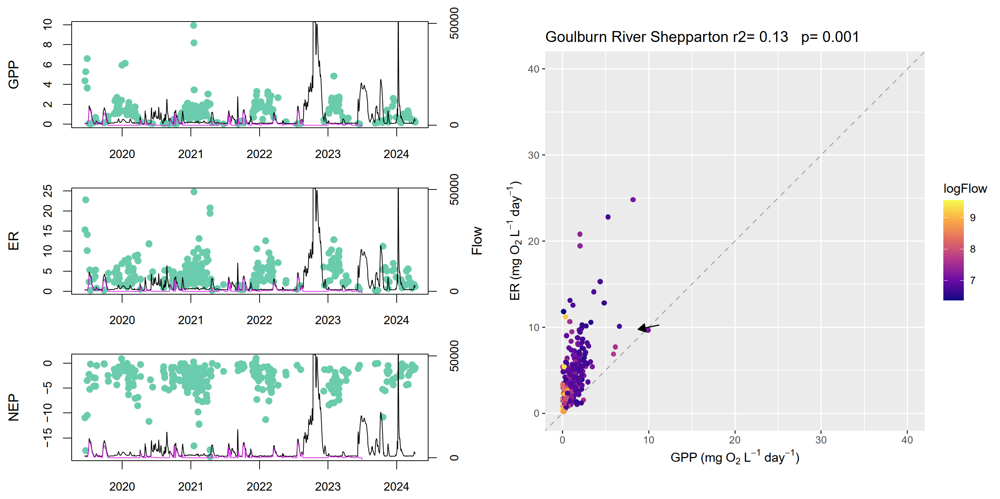 GPP
10
8
6
4
2
0
50000
0
2020 2021 2022 2023 2024
ER
25
20
15
10
5
0
50000
0
2020 2021 2022 2023 2024
NEP
0
−5
−10
−15
50000
0
2020 2021 2022 2023 2024
Flow
Goulburn River Shepparton r2= 0.13 p= 0.001
ER (mg O₂ L⁻¹ day⁻¹)
40
30
20
10
0
0 10 20 30 40
GPP (mg O₂ L⁻¹ day⁻¹)
logFlow
9
8
7